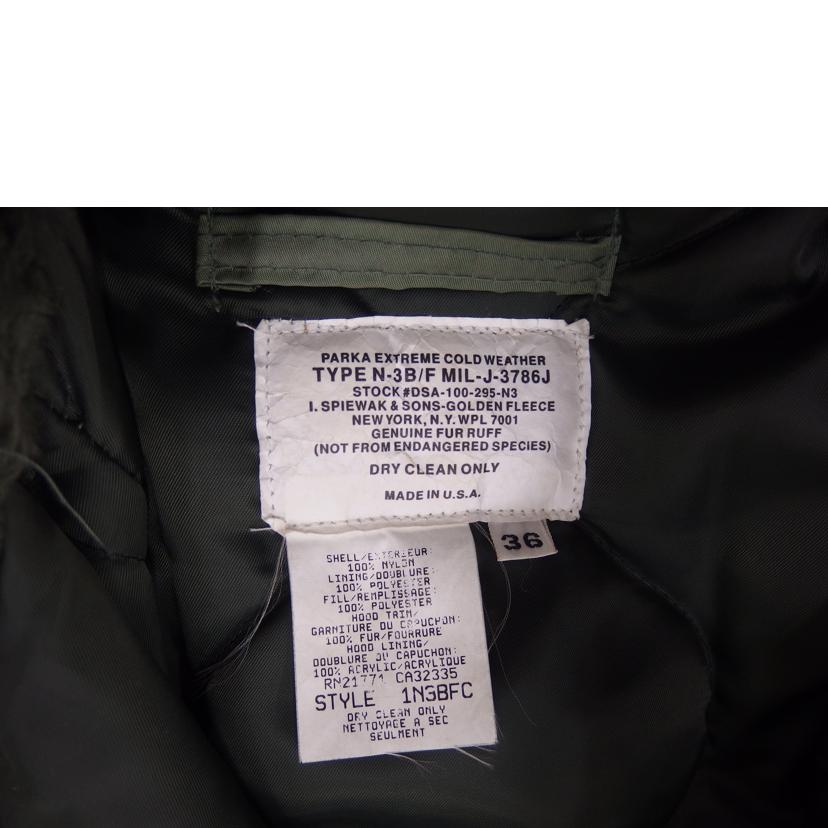 PARKA EXTREME COLD WEATHER
TYPE N-3B/F MIL-J-3786J
STOCK #DSA-100-295-N3
I. SPIEWAK & SONS-GOLDEN FLEECE
NEW YORK, N.Y. WPL 7001
GENUINE FUR RUFF
(NOT FROM ENDANGERED SPECIES)
DRY CLEAN ONLY
MADE IN U.S.A.
36
SHELL/EXTERIEUR:
100% NYLON
LINING/DOUBLURE:
100% POLYESTER
FILL/REMPLISSAGE:
100% POLYESTER
HOOD TRIM/
GARNITURE DU CAPUCHON:
100% FUR/FOURRURE
HOOD LINING/
DOUBLURE DU CAPUCHON:
100% ACRYLIC/ACRYLIQUE
RN21771 CA32335
STYLE 1N3BFC
DRY CLEAN ONLY
NETTOYAGE A SEC
SEULMENT